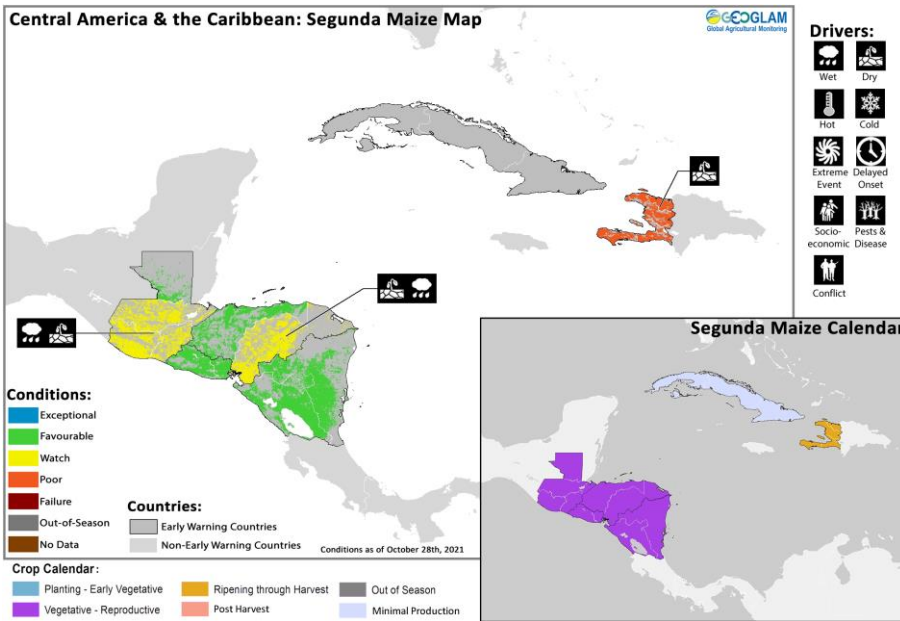 Central America & the Caribbean: Segunda Maize Map
GEOGLAM
Global Agricultural Monitoring
Drivers:
Wet
Dry
Hot
Cold
Extreme
Event
Delayed
Onset
Socio-
economic
Pests &
Disease
Conflict
Segunda Maize Calendar
Conditions:
Exceptional
Favourable
Watch
Poor
Failure
Out-of-Season
No Data
Countries:
Early Warning Countries
Non-Early Warning Countries
Conditions as of October 28th, 2021
Crop Calendar:
Planting - Early Vegetative
Ripening through Harvest
Out of Season
Vegetative - Reproductive
Post Harvest
Minimal Production